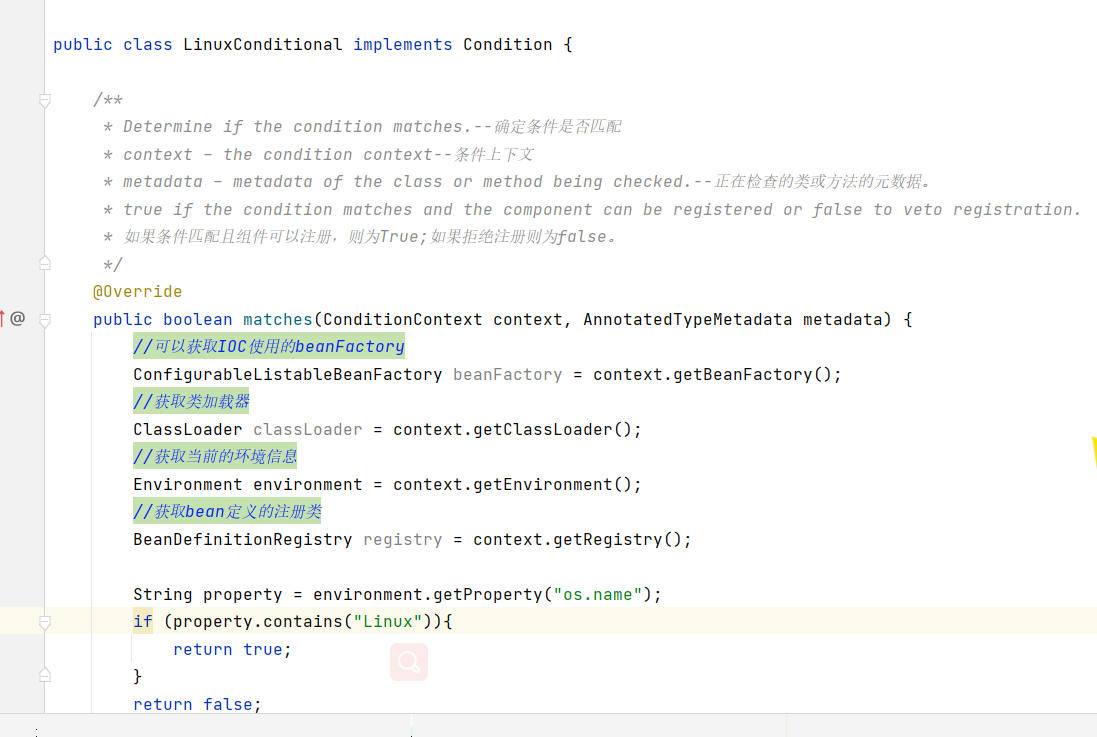 public class LinuxConditional implements Condition {
/**
* Determine if the condition matches.--确定条件是否匹配
* context – the condition context--条件上下文
* metadata – metadata of the class or method being checked.--正在检查的类或方法的元数据。
* true if the condition matches and the component can be registered or false to veto registration.
* 如果条件匹配且组件可以注册，则为True;如果拒绝注册则为false。
*/
@Override
public boolean matches(ConditionContext context, AnnotatedTypeMetadata metadata) {
//可以获取IOC使用的beanFactory
ConfigurableListableBeanFactory beanFactory = context.getBeanFactory();
//获取类加载器
ClassLoader classLoader = context.getClassLoader();
//获取当前的环境信息
Environment environment = context.getEnvironment();
//获取bean定义的注册类
BeanDefinitionRegistry registry = context.getRegistry();
String property = environment.getProperty("os.name");
if (property.contains("Linux")){
return true;
}
return false;